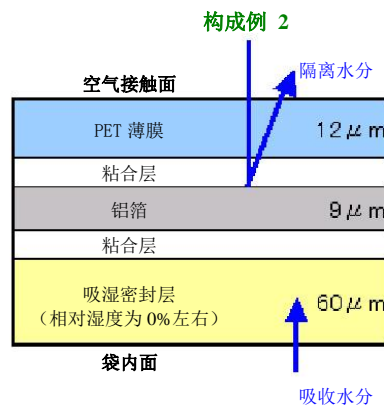 构成例 2
隔离水分
空气接触面
PET 薄膜 12μm
粘合层
铝箔 9μm
粘合层
吸湿密封层
（相对湿度为 0%左右） 60μm
袋内面
吸收水分